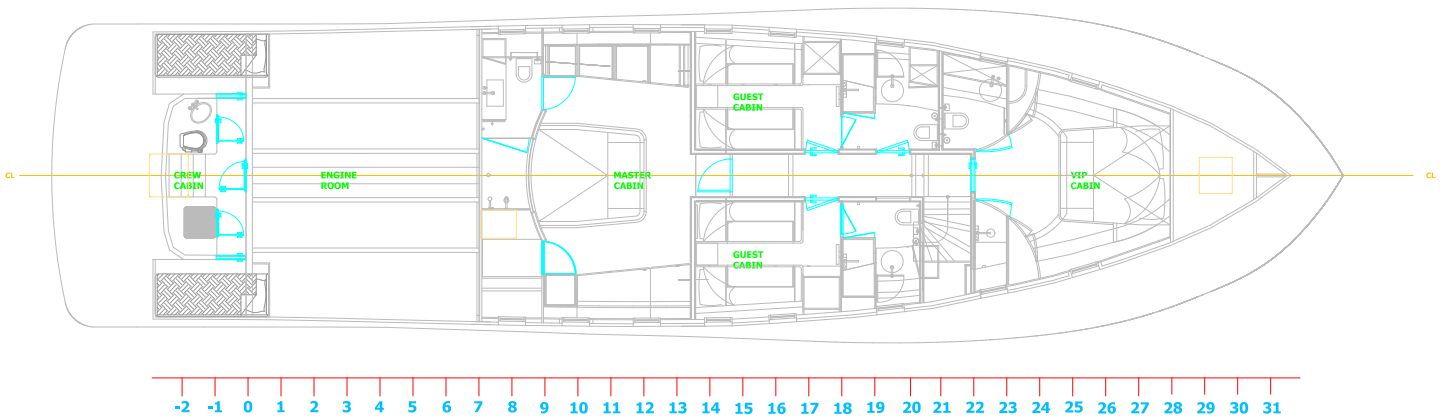 GUEST
CABIN
CL
CREW
CABIN
ENGINE
ROOM
MASTER
CABIN
VIP
CABIN
CL
GUEST
CABIN
-2 -1 0 1 2 3 4 5 6 7 8 9 10 11 12 13 14 15 16 17 18 19 20 21 22 23 24 25 26 27 28 29 30 31